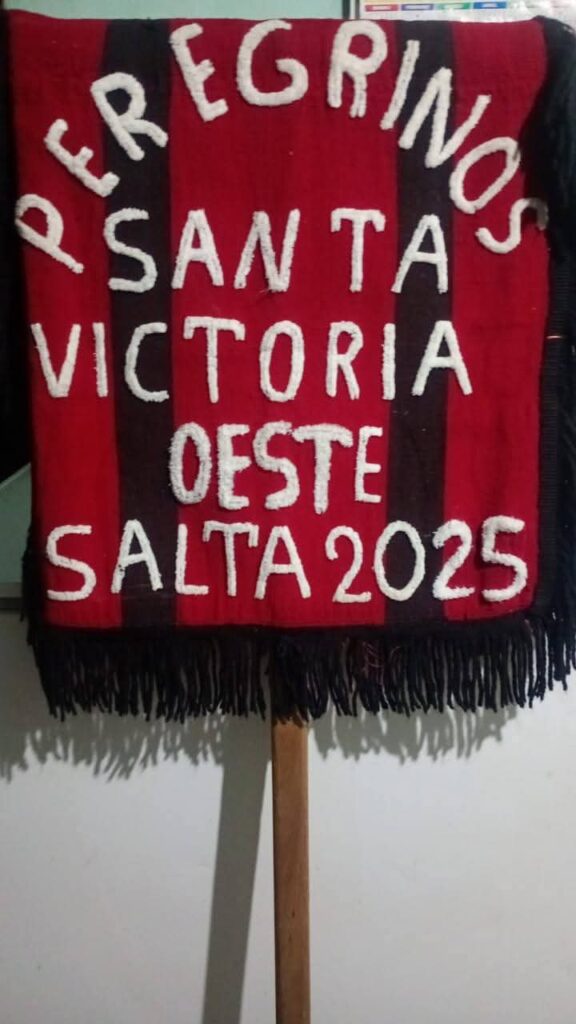 PEREGRINOS
SANTA
VICTORIA
OESTE
SALTA 2025